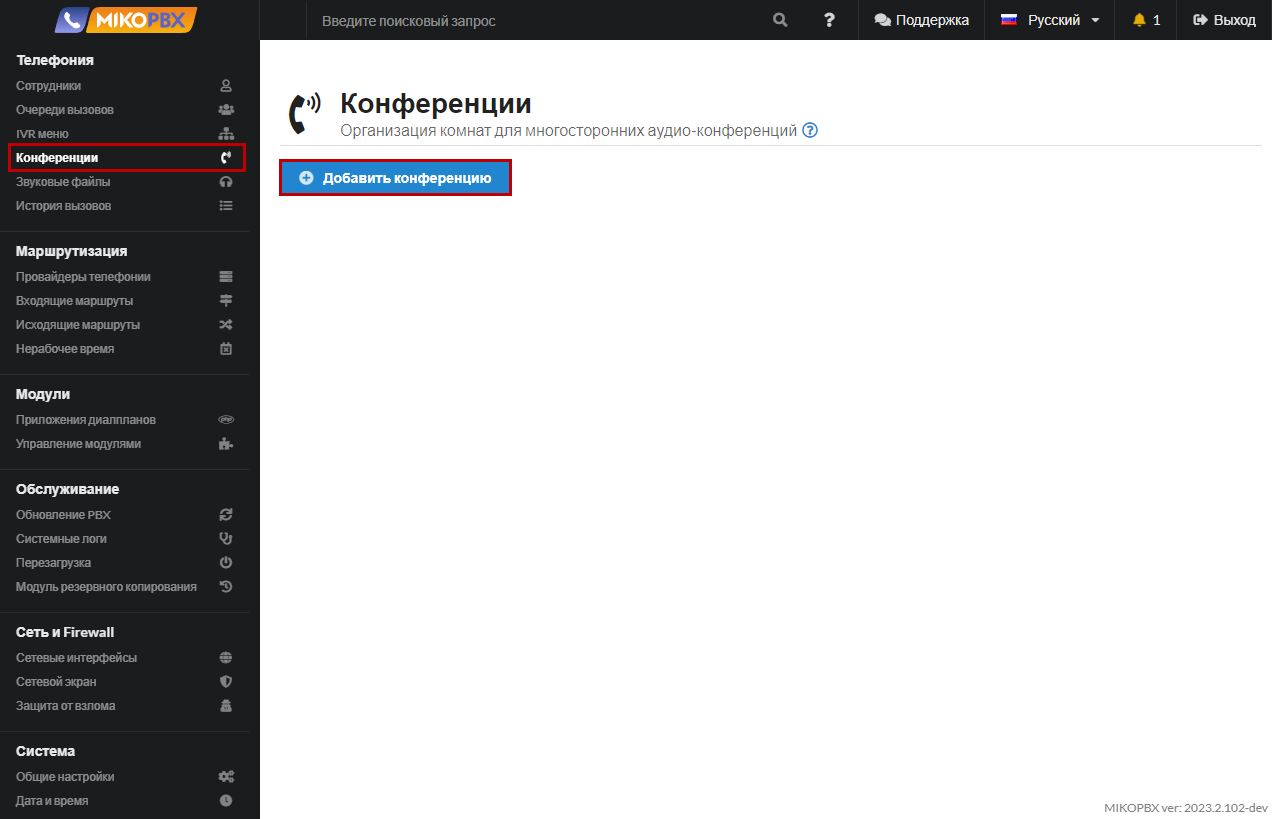 MIKOPBX
Введите поисковый запрос
?
Поддержка
Русский
1
Выход
Телефония
Сотрудники
Очереди вызовов
IVR меню
Конференции
Звуковые файлы
История вызовов
Маршрутизация
Провайдеры телефонии
Входящие маршруты
Исходящие маршруты
Нерабочее время
Модули
Приложения диалпланов
php
Управление модулями
Обслуживание
Обновление PBX
Системные логи
Перезагрузка
Модуль резервного копирования
Сеть и Firewall
Сетевые интерфейсы
Сетевой экран
Защита от взлома
Система
Общие настройки
Дата и время
Конференции
Организация комнат для многосторонних аудио-конференций ?
Добавить конференцию
MIKOPBX ver: 2023.2.102-dev